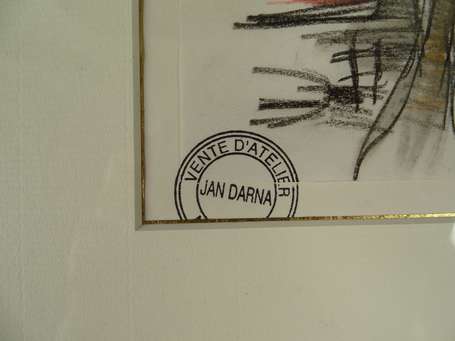 VENTE D'ATELIER
JAN DARNA